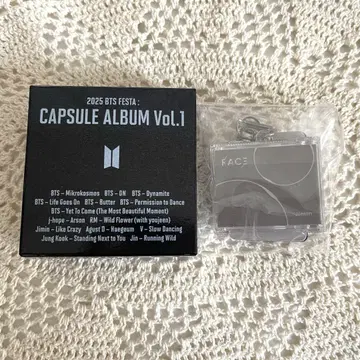 2025 BTS FESTA :
CAPSULE ALBUM Vol.1
BTS – Mikrokosmos BTS – ON BTS – Dynamite
BTS – Life Goes On BTS – Butter BTS – Permission to Dance
BTS – Yet To Come (The Most Beautiful Moment)
j-hope – Arson RM – Wild Flower (with youjeen)
Jimin – Like Crazy Agust D – Haegeum V – Slow Dancing
Jung Kook – Standing Next to You Jin – Running Wild
FACE